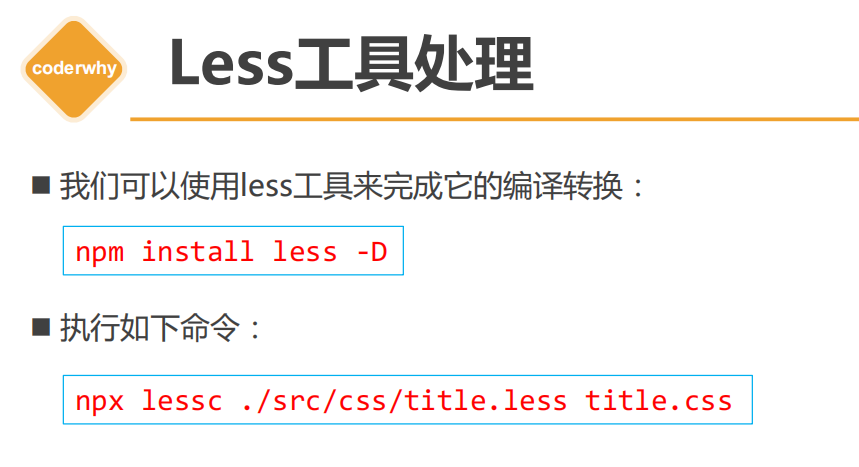 coderwhy
Less工具处理
我们可以使用less工具来完成它的编译转换：
npm install less -D
执行如下命令：
npx lessc ./src/css/title.less title.css